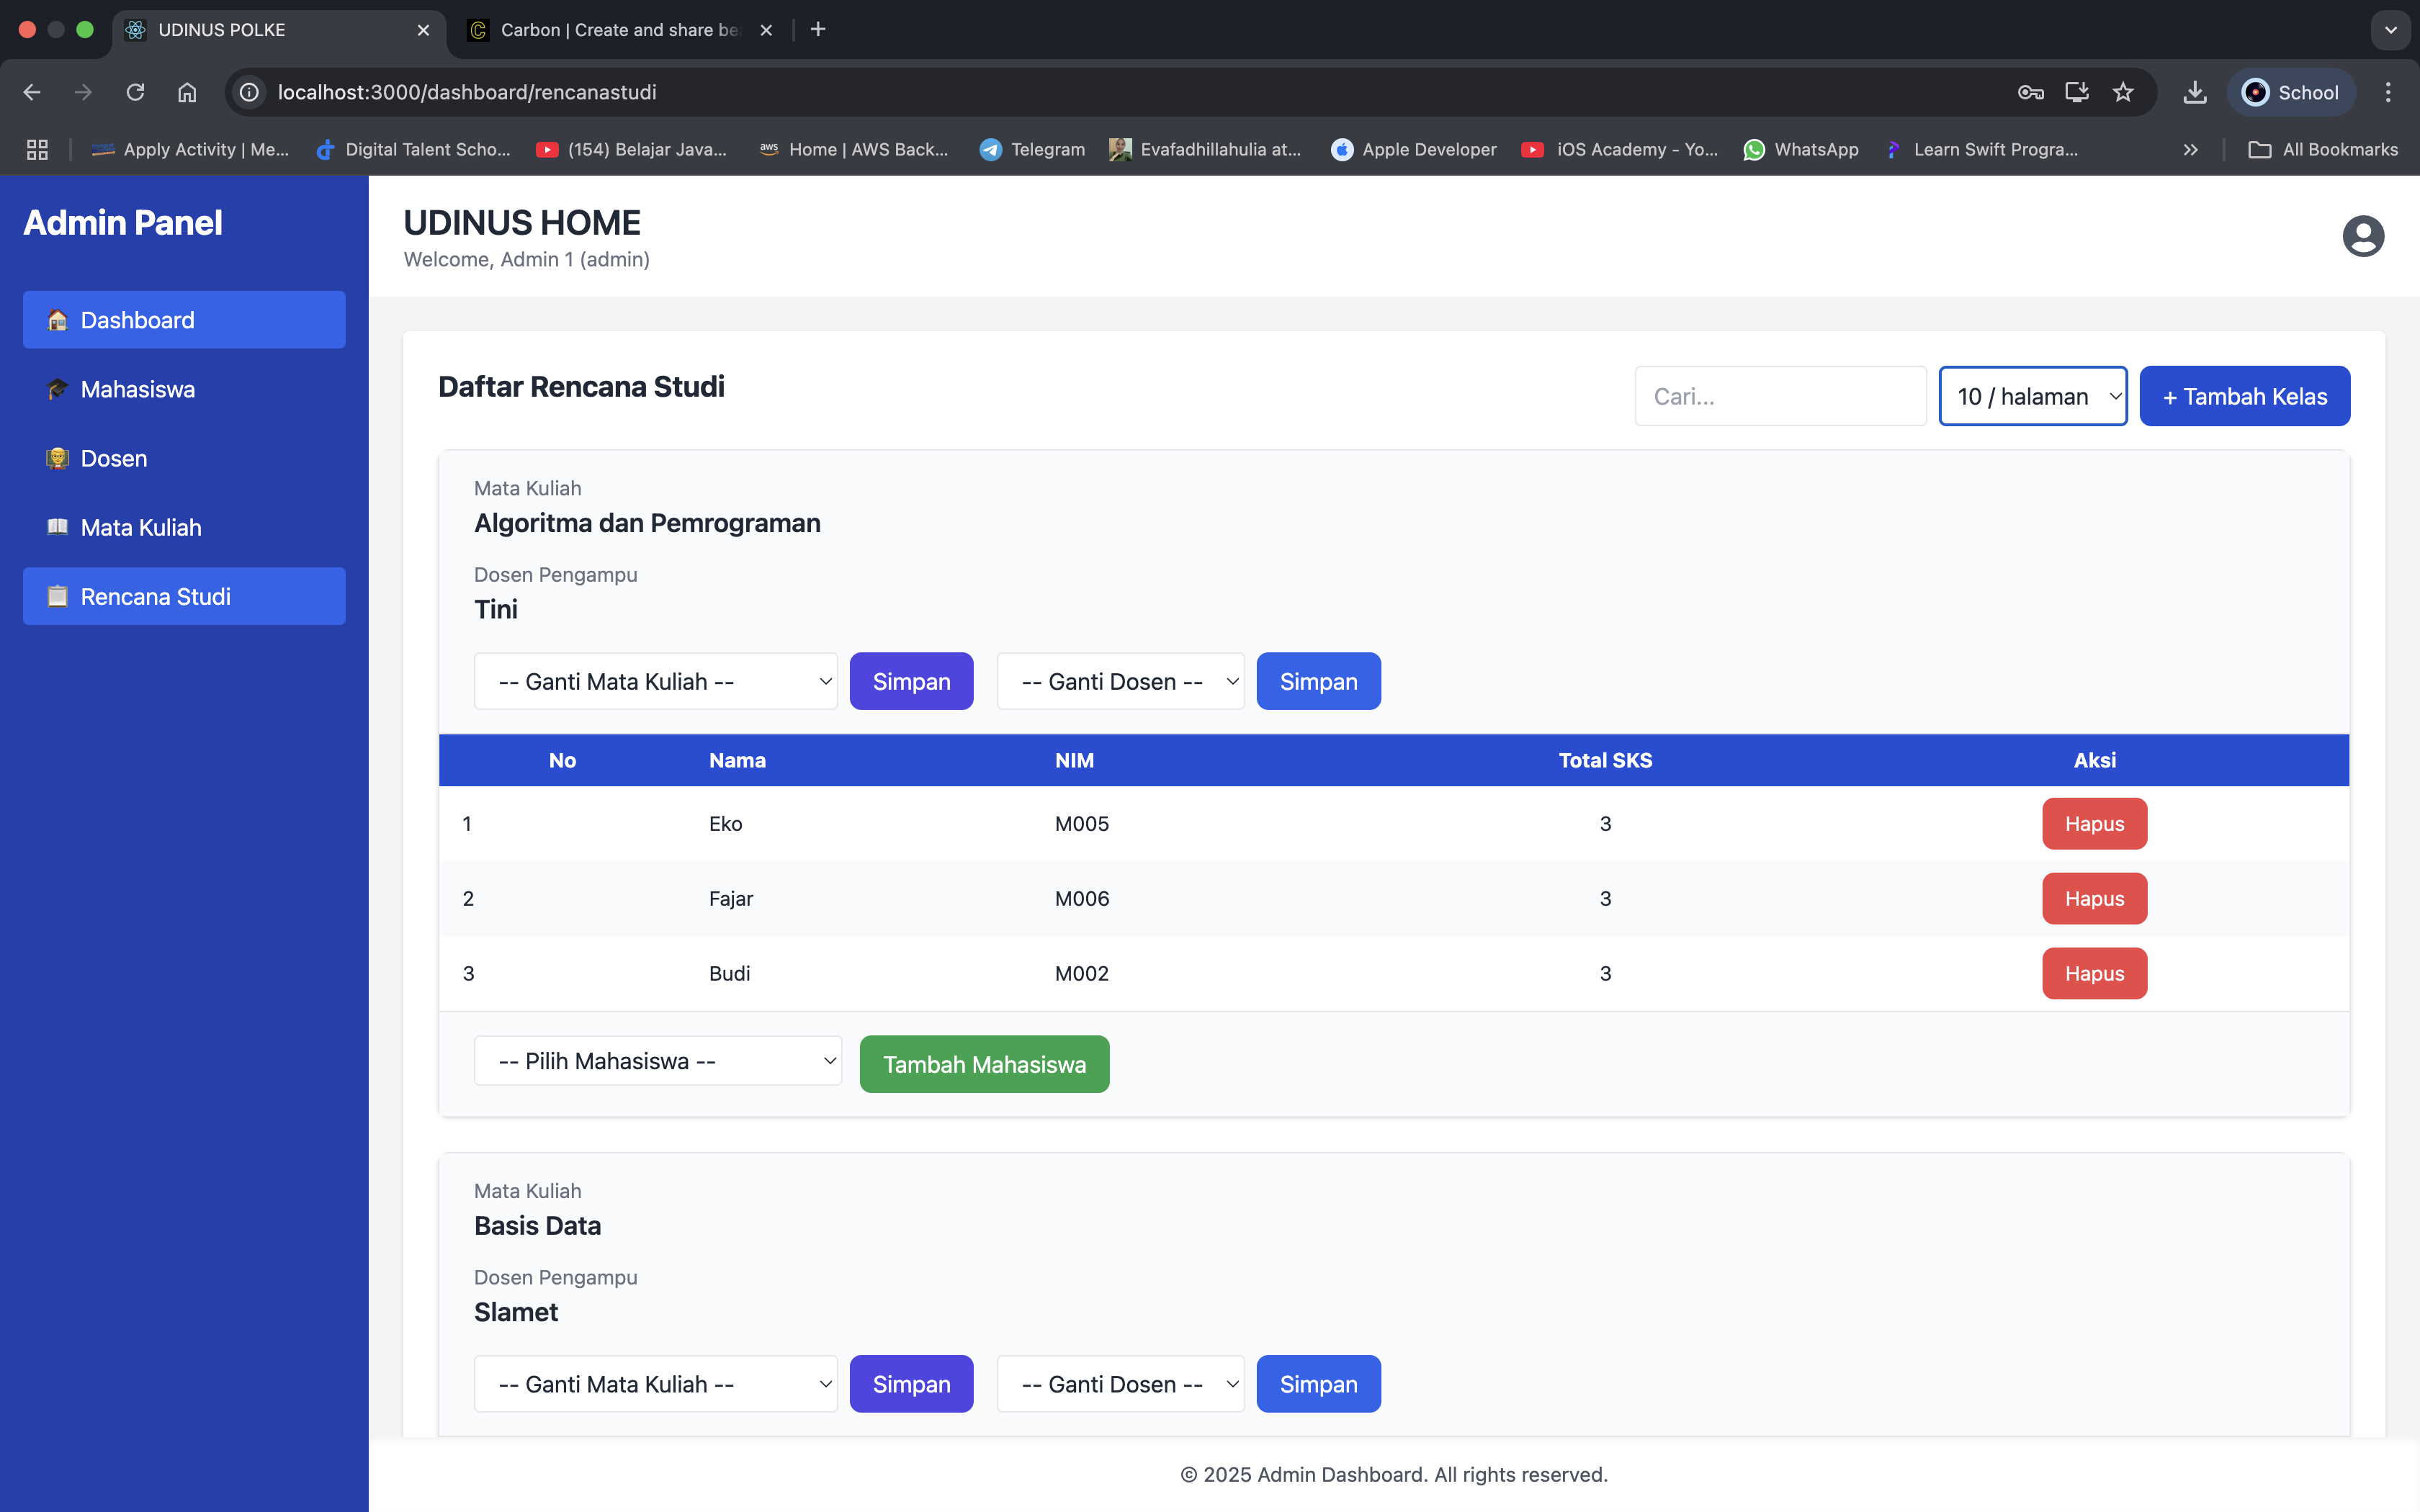 UDINUS POLKE
Carbon | Create and share be
localhost:3000/dashboard/rencanastudi
School
Apply Activity | Me...
Digital Talent Scho...
(154) Belajar Java...
aws
Home | AWS Back...
Telegram
Evafadhillahulia at...
Apple Developer
iOS Academy - Yo...
WhatsApp
Learn Swift Progra...
All Bookmarks
Admin Panel
Dashboard
Mahasiswa
Dosen
Mata Kuliah
Rencana Studi
UDINUS HOME
Welcome, Admin 1 (admin)
Daftar Rencana Studi
Cari...
10 / halaman
+ Tambah Kelas
Mata Kuliah
Algoritma dan Pemrograman
Dosen Pengampu
Tini
-- Ganti Mata Kuliah -- Simpan -- Ganti Dosen -- Simpan
No Nama NIM Total SKS Aksi
1 Eko M005 3 Hapus
2 Fajar M006 3 Hapus
3 Budi M002 3 Hapus
-- Pilih Mahasiswa -- Tambah Mahasiswa
Mata Kuliah
Basis Data
Dosen Pengampu
Slamet
-- Ganti Mata Kuliah -- Simpan -- Ganti Dosen -- Simpan
© 2025 Admin Dashboard. All rights reserved.